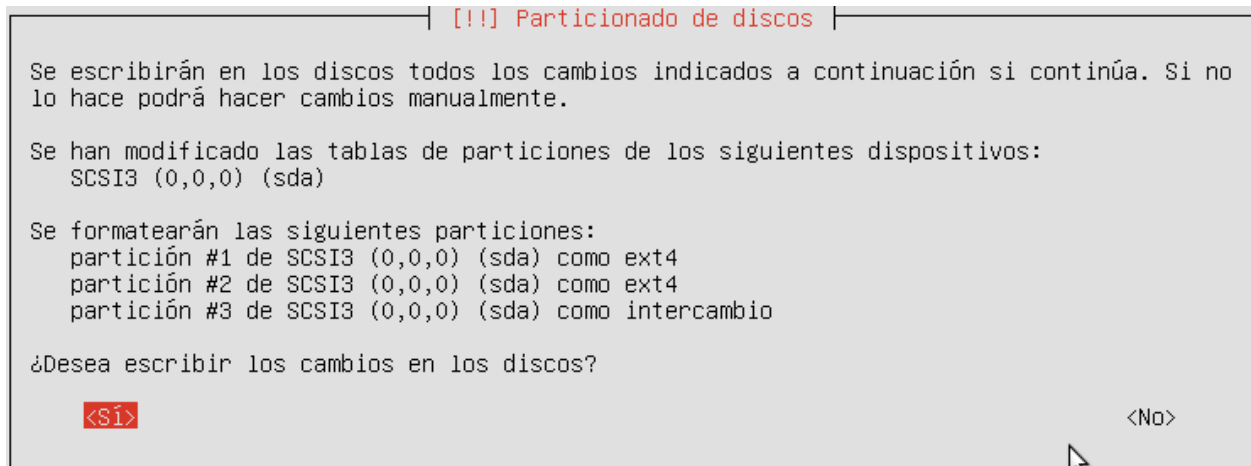 [!!] Particionado de discos
Se escribirán en los discos todos los cambios indicados a continuación si continúa. Si no
lo hace podrá hacer cambios manualmente.
Se han modificado las tablas de particiones de los siguientes dispositivos:
SCSI3 (0,0,0) (sda)
Se formatearán las siguientes particiones:
partición #1 de SCSI3 (0,0,0) (sda) como ext4
partición #2 de SCSI3 (0,0,0) (sda) como ext4
partición #3 de SCSI3 (0,0,0) (sda) como intercambio
¿Desea escribir los cambios en los discos?
<Sí> <No>